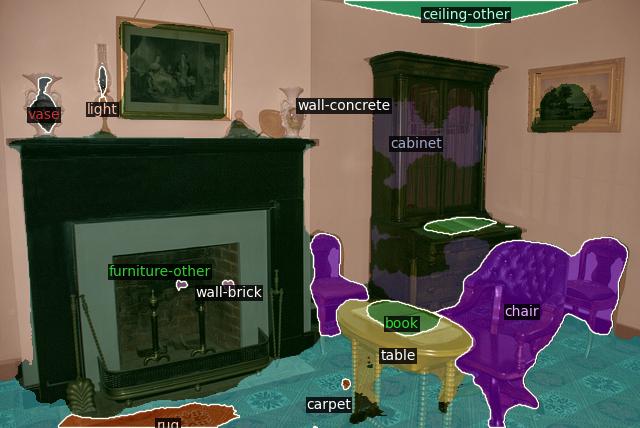 ceiling-other
vase
light
wall-concrete
cabinet
furniture-other
wall-brick
chair
book
table
carpet
rug